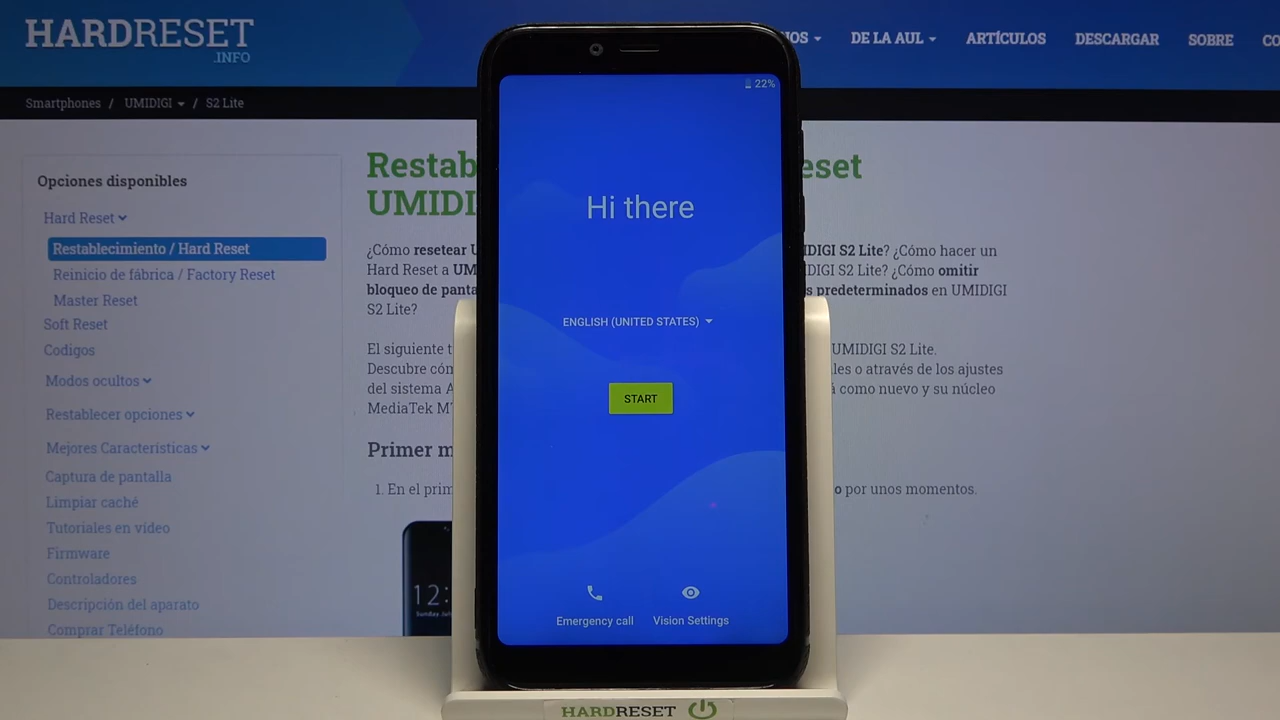 HARDRESET
.INFO
IOS
DE LA AUL
ARTÍCULOS
DESCARGAR
SOBRE
Smartphones / UMIDIGI / S2 Lite
Opciones disponibles
Hard Reset
Restablecimiento / Hard Reset
Reinicio de fábrica / Factory Reset
Master Reset
Soft Reset
Codigos
Modos ocultos
Restablecer opciones
Mejores Características
Captura de pantalla
Limpiar caché
Tutoriales en vídeo
Firmware
Controladores
Descripción del aparato
Comprar Teléfono
Restab
eset
UMIDI
¿Cómo resetear U
IDIGI S2 Lite? ¿Cómo hacer un
Hard Reset a UM
IDIGI S2 Lite? ¿Cómo omitir
bloqueo de panta
s predeterminados en UMIDIGI
S2 Lite?
El siguiente t
UMIDIGI S2 Lite.
Descubre cóm
les o através de los ajustes
del sistema A
á como nuevo y su núcleo
MediaTek M
Primer m
1. En el prim
o por unos momentos.
12:
22%
Hi there
ENGLISH (UNITED STATES)
START
Emergency call
Vision Settings
HARDRESET